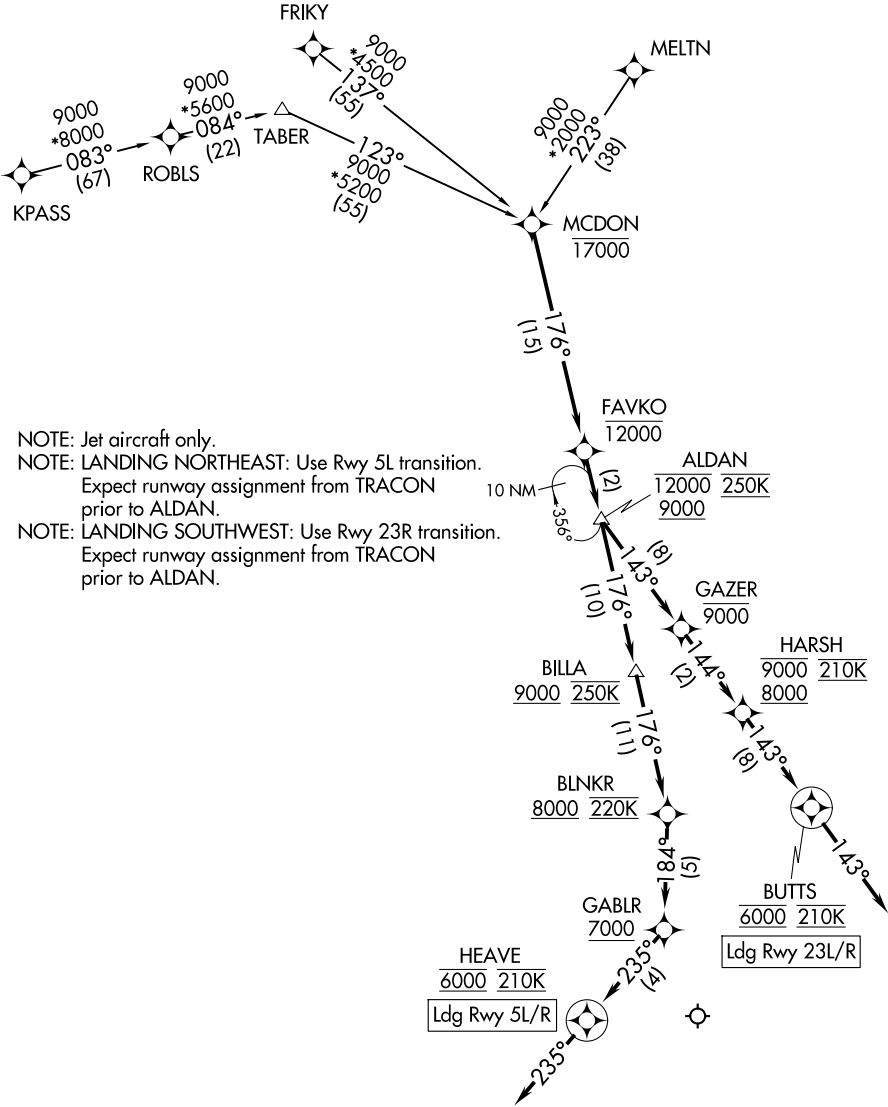 FRIKY
9000
*4500
137°
(55)
MELTN
9000
*2000
223°
(38)
9000
*5600
084°
(22)
TABER
9000
*8000
083°
(67)
ROBLS
KPASS
123°
9000
*5200
(55)
MCDON
17000
176°
(15)
FAVKO
12000
NOTE: Jet aircraft only.
NOTE: LANDING NORTHEAST: Use Rwy 5L transition.
Expect runway assignment from TRACON
prior to ALDAN.
NOTE: LANDING SOUTHWEST: Use Rwy 23R transition.
Expect runway assignment from TRACON
prior to ALDAN.
(2)
ALDAN
12000 250K
9000
10 NM
356°
(8)
143°
176°
(10)
GAZER
9000
144°
(2)
HARSH
9000 210K
8000
BILLA
9000 250K
176°
(11)
143°
(8)
BLNKR
8000 220K
184°
(5)
143°
BUTTS
6000 210K
Ldg Rwy 23L/R
GABLR
7000
235°
(4)
HEAVE
6000 210K
Ldg Rwy 5L/R
235°